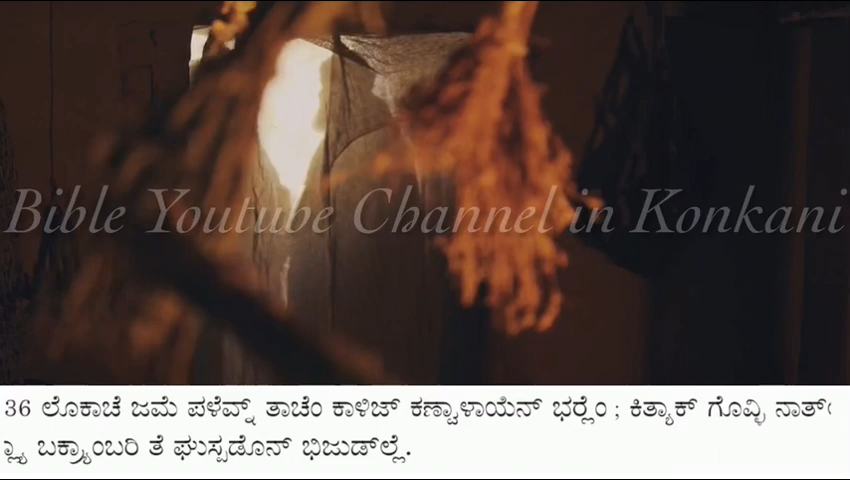 Bible Youtube Channel in Konkani
36 ಲೊಕಾಚೆ ಜಮೆ ಪಳೆವ್ನ್ ತಾಚೆಂ ಕಾಳಿಜ್ ಕಣ್ವಾಳಾಯೆನ್ ಭರ‍್ಲೆಂ; ಕಿತ್ಯಾಕ್ ಗೊವ್ಳಿ ನಾತ್‍
ಲ್ಲ್ಯಾ ಬಕ್ರ್ಯಾಂಬರಿ ತೆ ಘುಸ್ಪಡೊನ್ ಭಿಜುಡ್‍ಲ್ಲೆ.